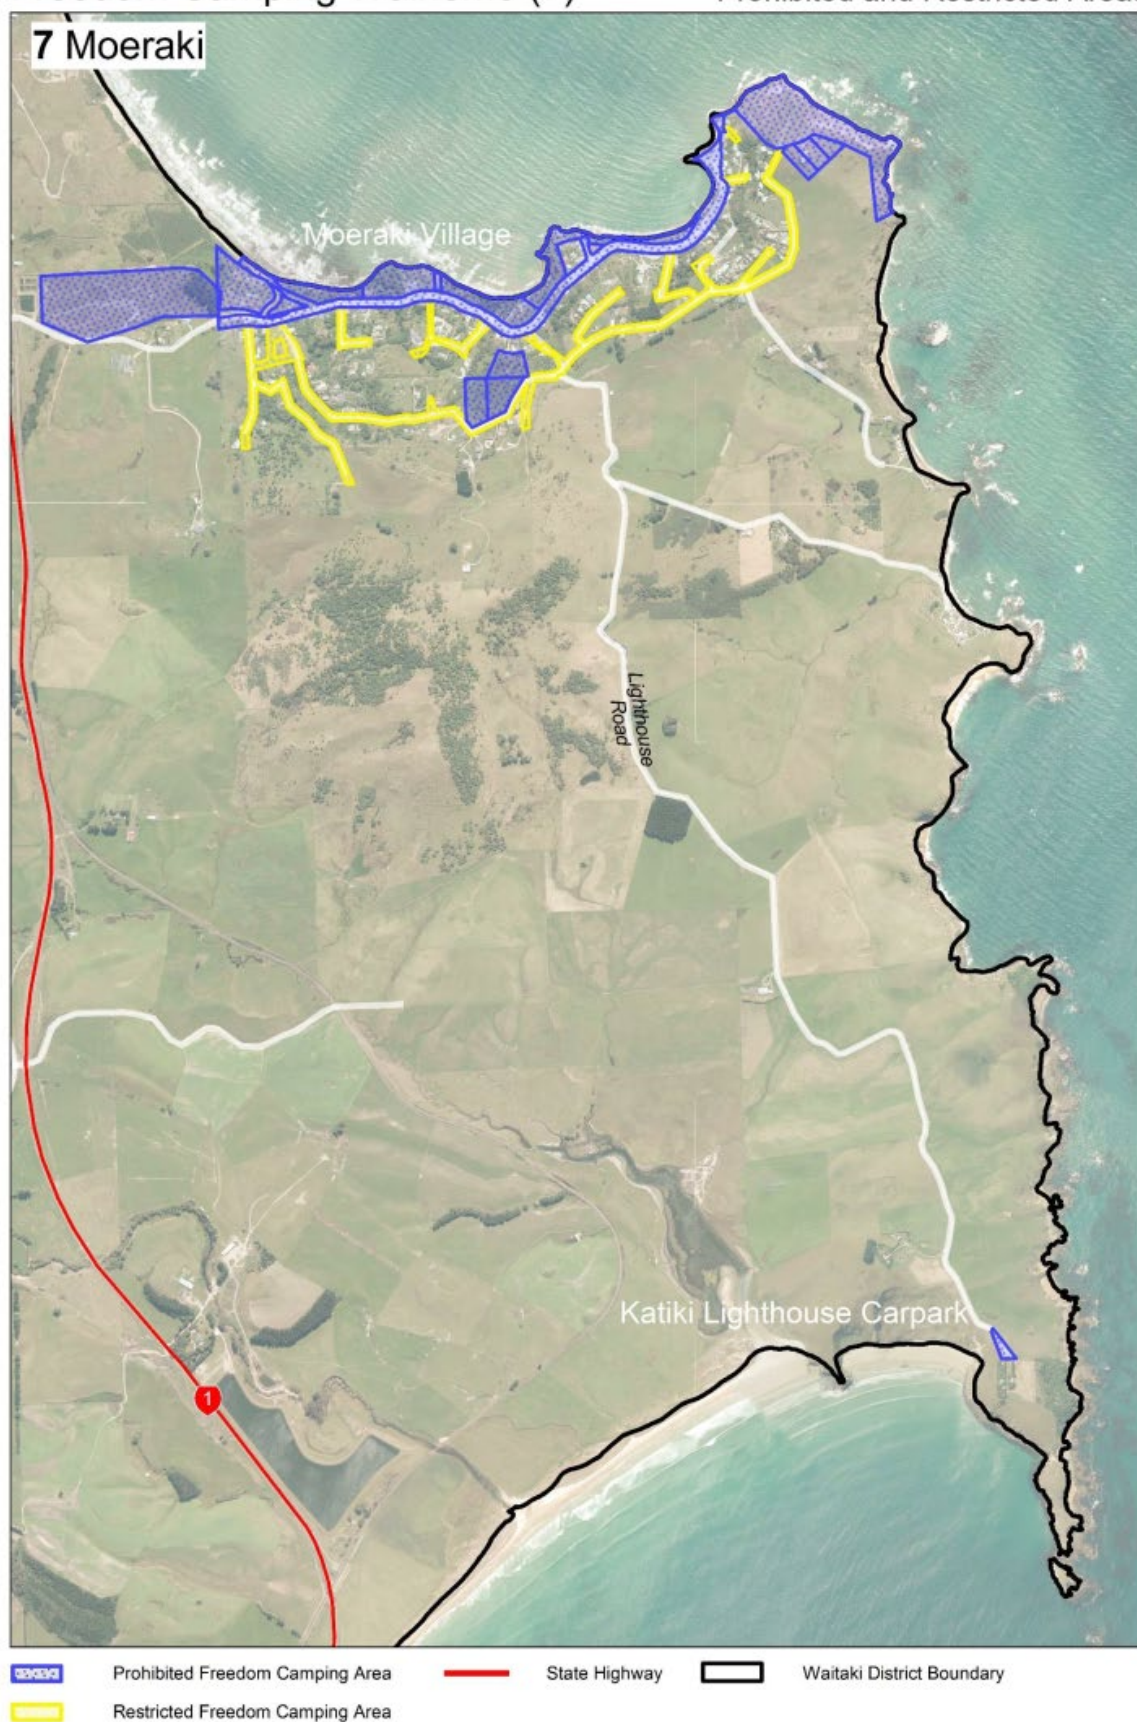 7 Moeraki
Moeraki Village
Lighthouse
Road
Katiki Lighthouse Carpark
1
Prohibited Freedom Camping Area
State Highway
Waitaki District Boundary
Restricted Freedom Camping Area